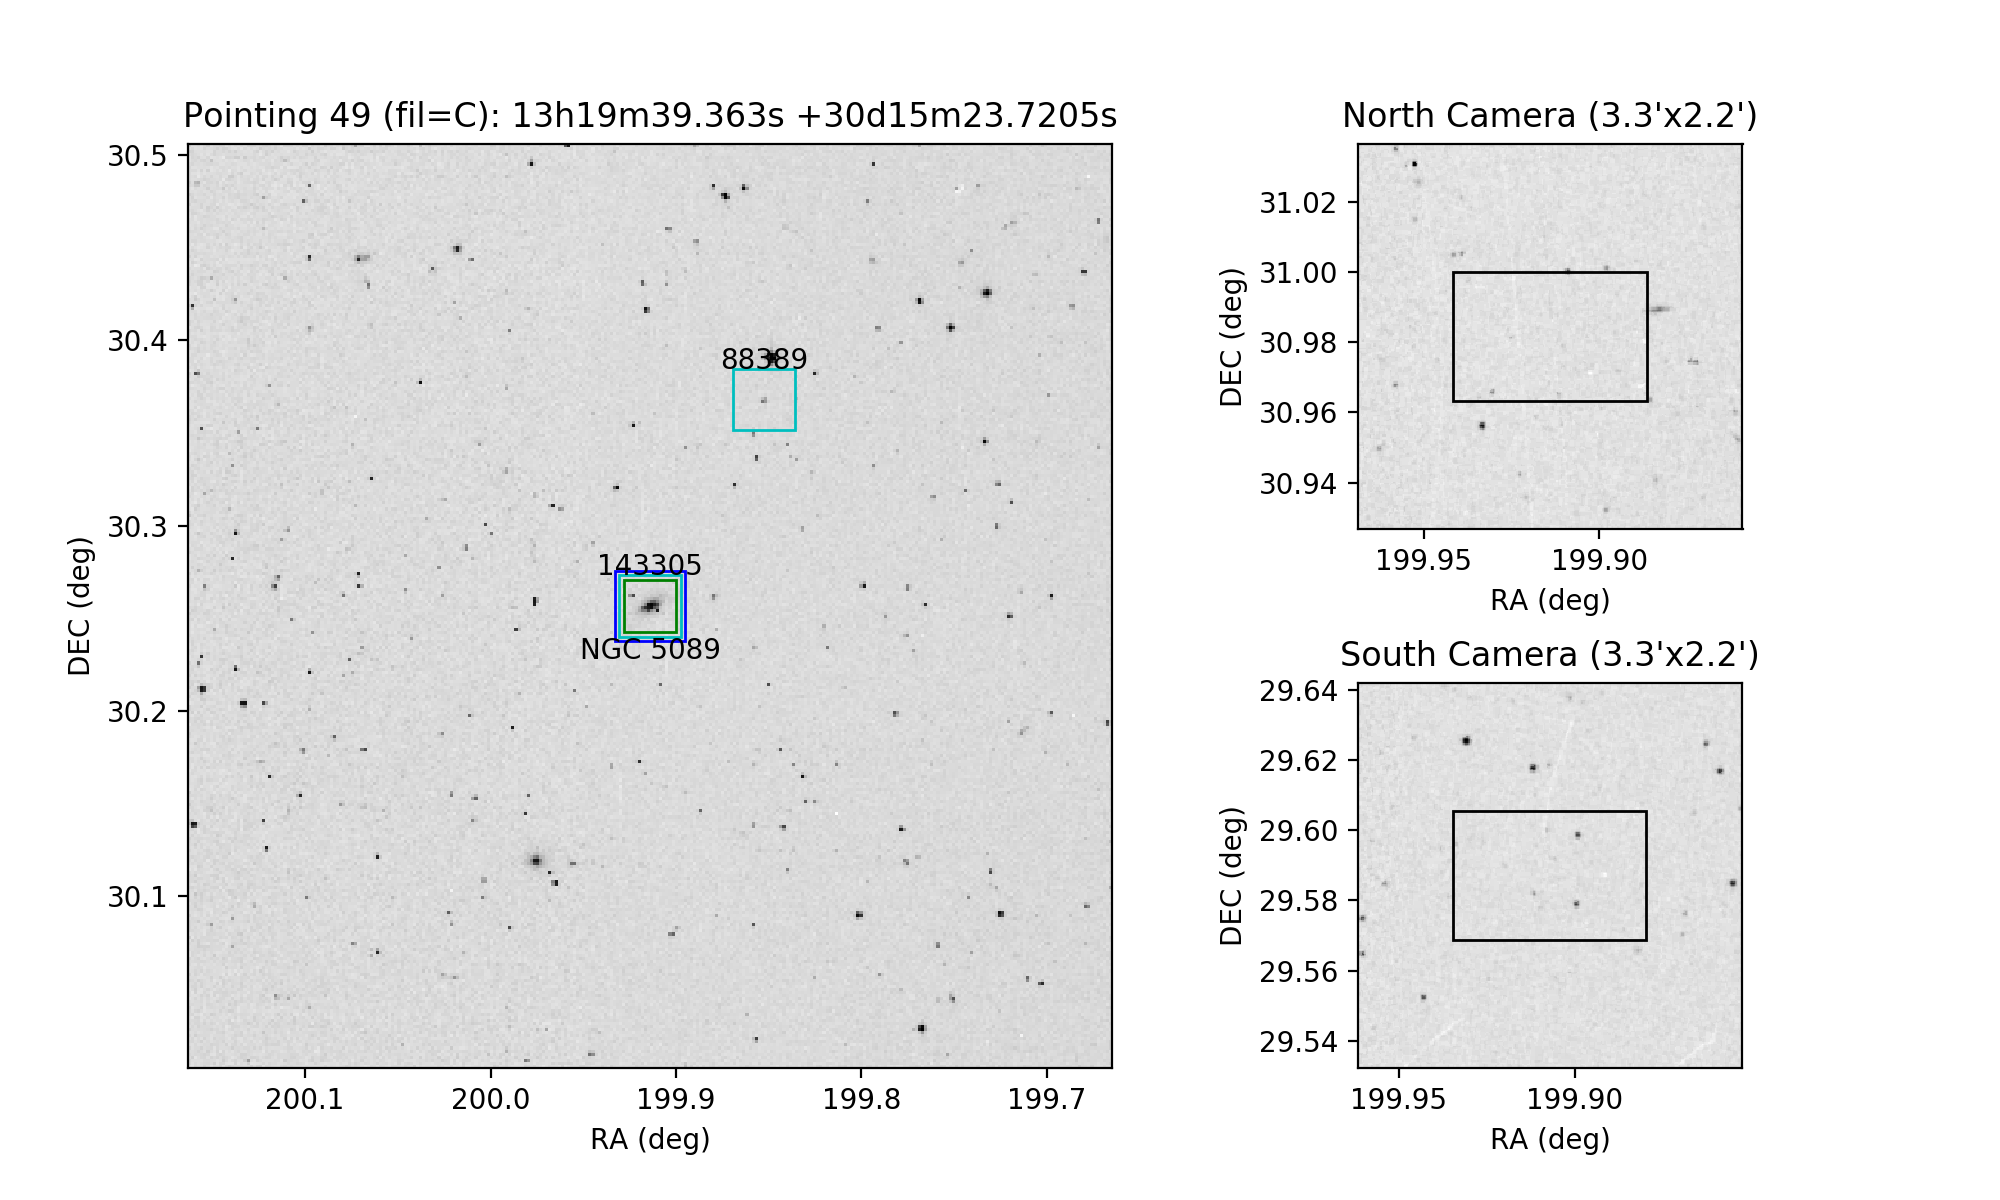 Pointing 49 (fil=C): 13h19m39.363s +30d15m23.7205s
30.5
30.4
30.3
30.2
30.1
DEC (deg)
88389
143305
NGC 5089
200.1 200.0 199.9 199.8 199.7
RA (deg)
North Camera (3.3'x2.2')
31.02
31.00
30.98
30.96
30.94
DEC (deg)
199.95 199.90
RA (deg)
South Camera (3.3'x2.2')
29.64
29.62
29.60
29.58
29.56
29.54
DEC (deg)
199.95 199.90
RA (deg)